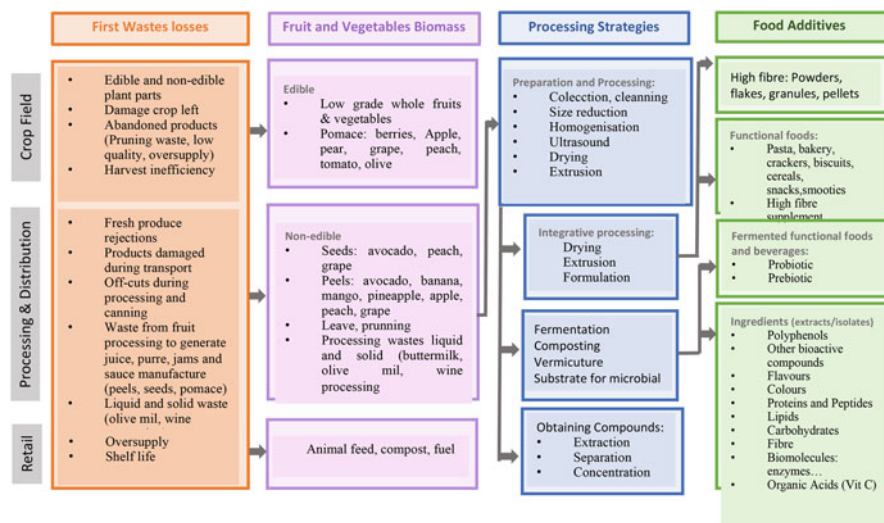 First Wastes losses
Fruit and Vegetables Biomass
Processing Strategies
Food Additives
Crop Field
Processing & Distribution
Retail
• Edible and non-edible
plant parts
• Damage crop left
• Abandoned products
(Pruning waste, low
quality, oversupply)
• Harvest inefficiency
• Fresh produce
rejections
• Products damaged
during transport
• Off-cuts during
processing and
canning
• Waste from fruit
processing to generate
juice, purre, jams and
sauce manufacture
(peels, seeds, pomace)
• Liquid and solid waste
(olive mil, wine
• Oversupply
• Shelf life
Edible
• Low grade whole fruits
& vegetables
• Pomace: berries, Apple,
pear, grape, peach,
tomato, olive
Non-edible
• Seeds: avocado, peach,
grape
• Peels: avocado, banana,
mango, pineapple, apple,
peach, grape
• Leave, prunning
• Processing wastes liquid
and solid (buttermilk,
olive mil, wine
processing
Animal feed, compost, fuel
Preparation and Processing:
• Colecction, cleanning
• Size reduction
• Homogenisation
• Ultrasound
• Drying
• Extrusion
Integrative processing:
• Drying
• Extrusion
• Formulation
Fermentation
Composting
Vermicuture
Substrate for microbial
Obtaining Compounds:
• Extraction
• Separation
• Concentration
High fibre: Powders,
flakes, granules, pellets
Functional foods:
• Pasta, bakery,
crackers, biscuits,
cereals,
snacks,smooties
• High fibre
supplement
Fermented functional foods
and beverages:
• Probiotic
• Prebiotic
Ingredients (extracts/isolates)
• Polyphenols
• Other bioactive
compounds
• Flavours
• Colours
• Proteins and Peptides
• Lipids
• Carbohydrates
• Fibre
• Biomolecules:
enzymes…
• Organic Acids (Vit C)